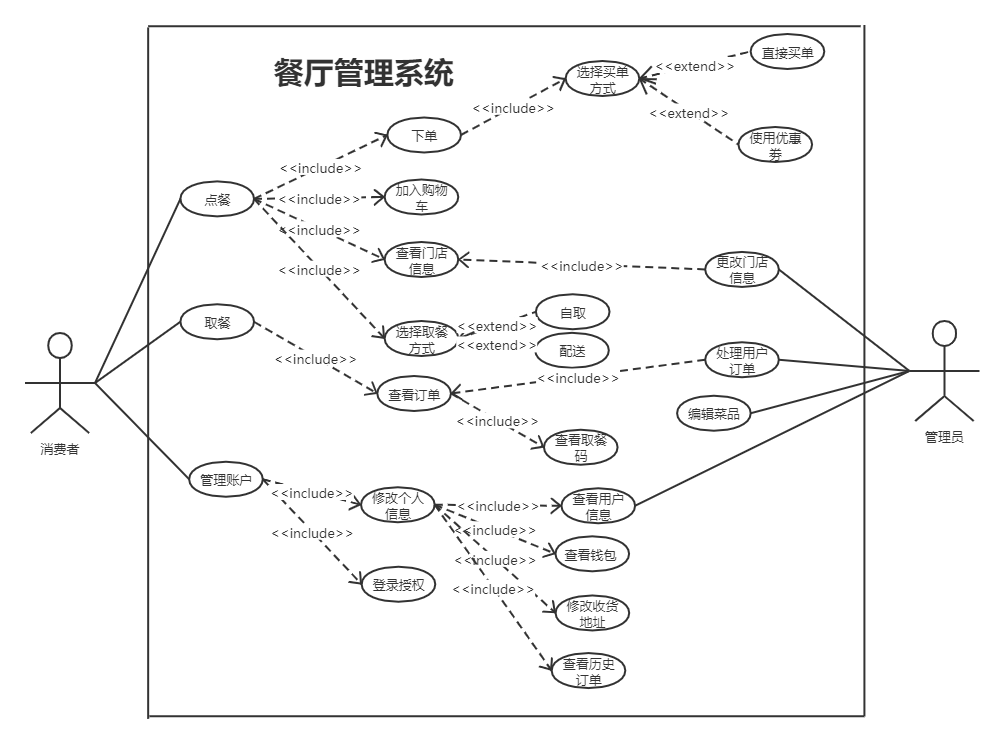 餐厅管理系统
直接买单
<<extend>>
选择买单
方式
<<include>>
<<extend>>
下单
使用优惠
劵
<<include>>
加入购物
车
点餐
<<include>>
<<include>>
查看门店
信息
<<include>>
更改门店
信息
<<include>>
自取
取餐
<<extend>>
选择取餐
方式
<<extend>>
配送
<<include>>
处理用户
订单
<<include>>
查看订单
编辑菜品
<<include>>
消费者
管理员
查看取餐
码
管理账户
<<include>>
修改个人
信息
<<include>>
查看用户
信息
<<include>>
<<include>>
查看钱包
<<include>>
登录授权
<<include>>
修改收货
地址
查看历史
订单